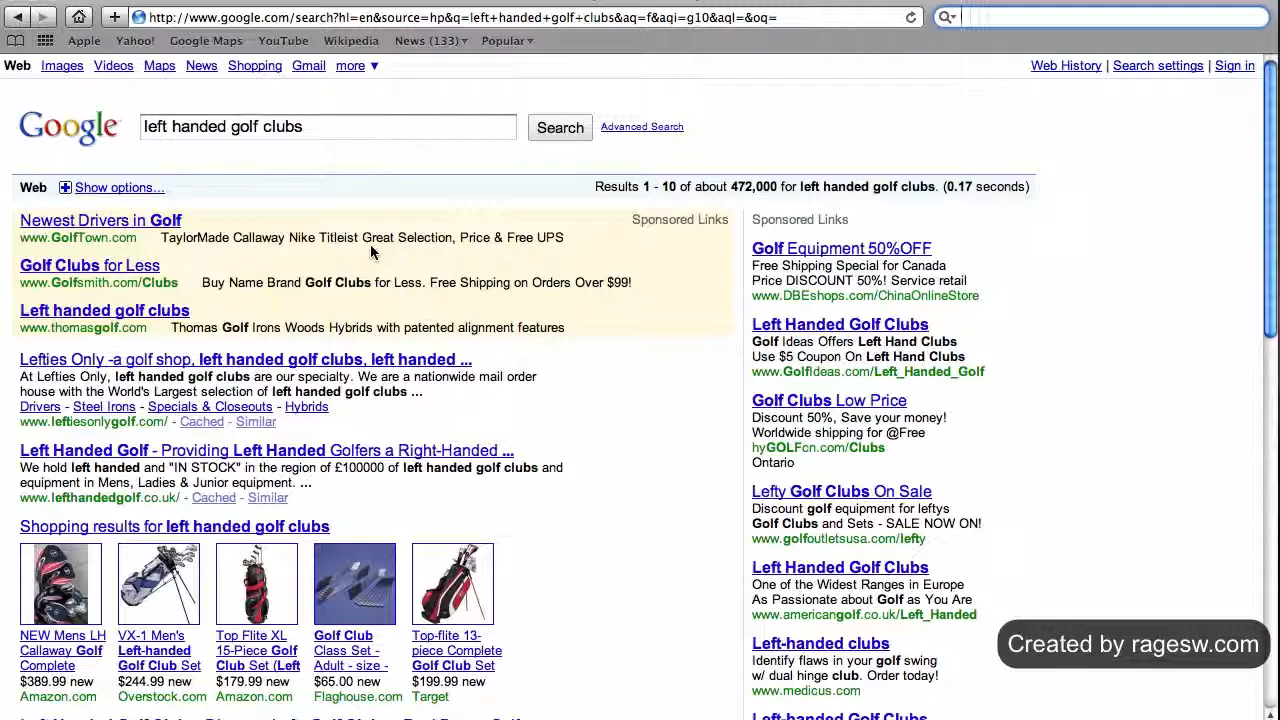 http://www.google.com/search?hl=en&source=hp&q=left+handed+golf+clubs&aq=f&aqi=g10&aql=&oq=
Apple Yahoo! Google Maps YouTube Wikipedia News (133)▾ Popular▾
Web Images Videos Maps News Shopping Gmail more ▼ Web History | Search settings | Sign in
Google left handed golf clubs Search Advanced Search
Web Show options... Results 1 - 10 of about 472,000 for left handed golf clubs. (0.17 seconds)
Newest Drivers in Golf Sponsored Links
www.GolfTown.com TaylorMade Callaway Nike Titleist Great Selection, Price & Free UPS
Golf Clubs for Less
www.Golfsmith.com/Clubs Buy Name Brand Golf Clubs for Less. Free Shipping on Orders Over $99!
Left handed golf clubs
www.thomasgolf.com Thomas Golf Irons Woods Hybrids with patented alignment features
Lefties Only -a golf shop, left handed golf clubs, left handed ...
At Lefties Only, left handed golf clubs are our specialty. We are a nationwide mail order
house with the World's Largest selection of left handed golf clubs ...
Drivers - Steel Irons - Specials & Closeouts - Hybrids
www.leftiesonlygolf.com/ - Cached - Similar
Left Handed Golf - Providing Left Handed Golfers a Right-Handed ...
We hold left handed and "IN STOCK" in the region of £100000 of left handed golf clubs and
equipment in Mens, Ladies & Junior equipment. ...
www.lefthandedgolf.co.uk/ - Cached - Similar
Shopping results for left handed golf clubs
NEW Mens LH
Callaway Golf
Complete
$389.99 new
Amazon.com
VX-1 Men's
Left-handed
Golf Club Set
$244.99 new
Overstock.com
Top Flite XL
15-Piece Golf
Club Set (Left
$179.99 new
Amazon.com
Golf Club
Class Set -
Adult - size -
$65.00 new
Flaghouse.com
Top-flite 13-
piece Complete
Golf Club Set
$199.99 new
Target
Sponsored Links
Golf Equipment 50%OFF
Free Shipping Special for Canada
Price DISCOUNT 50%! Service retail
www.DBEshops.com/ChinaOnlineStore
Left Handed Golf Clubs
Golf Ideas Offers Left Hand Clubs
Use $5 Coupon On Left Hand Clubs
www.GolfIdeas.com/Left_Handed_Golf
Golf Clubs Low Price
Discount 50%, Save your money!
Worldwide shipping for @Free
hyGOLFcn.com/Clubs
Ontario
Lefty Golf Clubs On Sale
Discount golf equipment for leftys
Golf Clubs and Sets - SALE NOW ON!
www.golfoutletsusa.com/lefty
Left Handed Golf Clubs
One of the Widest Ranges in Europe
As Passionate about Golf as You Are
www.americangolf.co.uk/Left_Handed
Left-handed clubs
Identify flaws in your golf swing
w/ dual hinge club. Order today!
www.medicus.com
Left-handed Golf Clubs
Created by ragesw.com